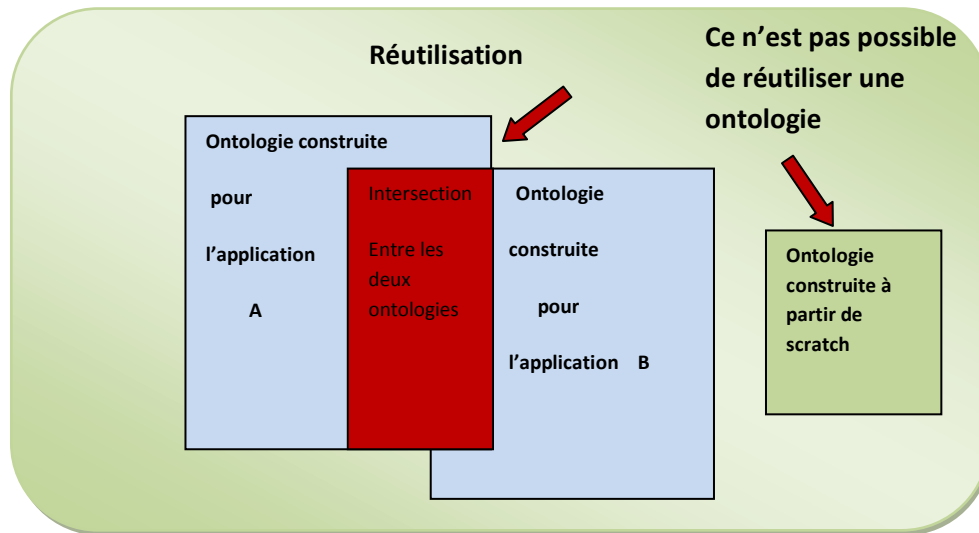 Réutilisation
Ce n’est pas possible
de réutiliser une
ontologie
Ontologie construite
pour
l’application
A
Intersection
Entre les
deux
ontologies
Ontologie
construite
pour
l’application B
Ontologie
construite à
partir de
scratch